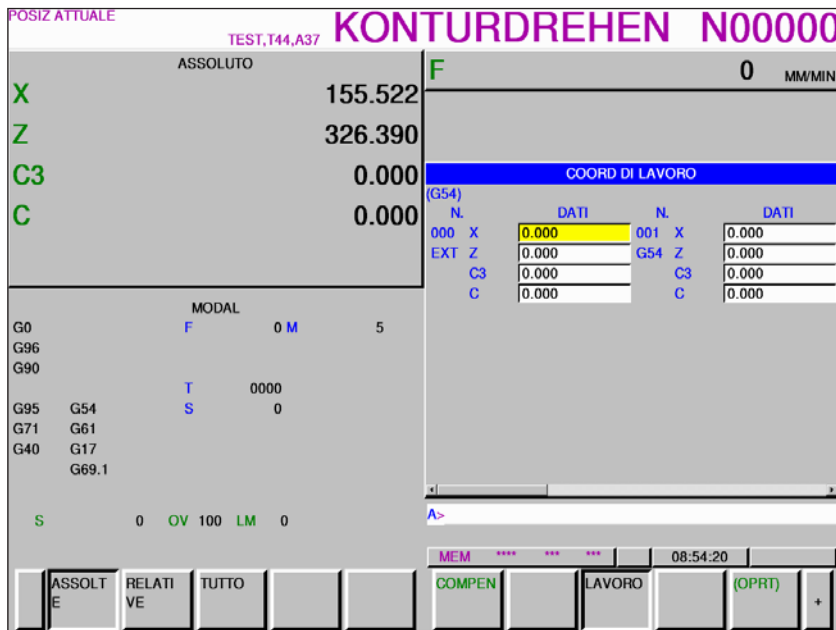 POSIZ ATTUALE
TEST,T44,A37 KONTURDREHEN N00000
ASSOLUTO
X 155.522
Z 326.390
C3 0.000
C 0.000
F 0 MM/MIN
COORD DI LAVORO
(G54)
N. DATI N. DATI
000 X 0.000 001 X 0.000
EXT Z 0.000 G54 Z 0.000
C3 0.000 C3 0.000
C 0.000 C 0.000
MODAL
G0 F 0 M 5
G96
G90
T 0000
G95 G54 S 0
G71 G61
G40 G17
G69.1
S 0 OV 100 LM 0
A>
MEM **** *** *** 08:54:20
ASSOLT
E
RELATI
VE
TUTTO
COMPEN
LAVORO
(OPRT)
+